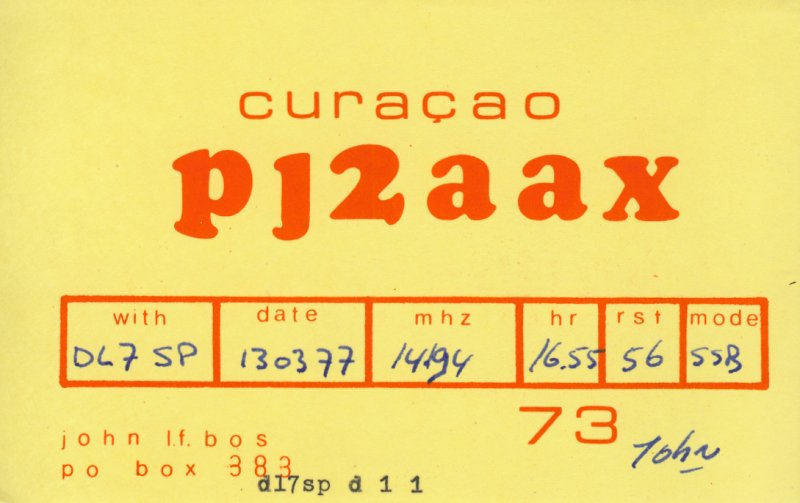 curaçao
pj2aax
with date mhz hr rst mode
DL7SP 130377 14194 16.55 56 SSB
73 John
john l.f. bos
po box 383
dl7sp d 1 1